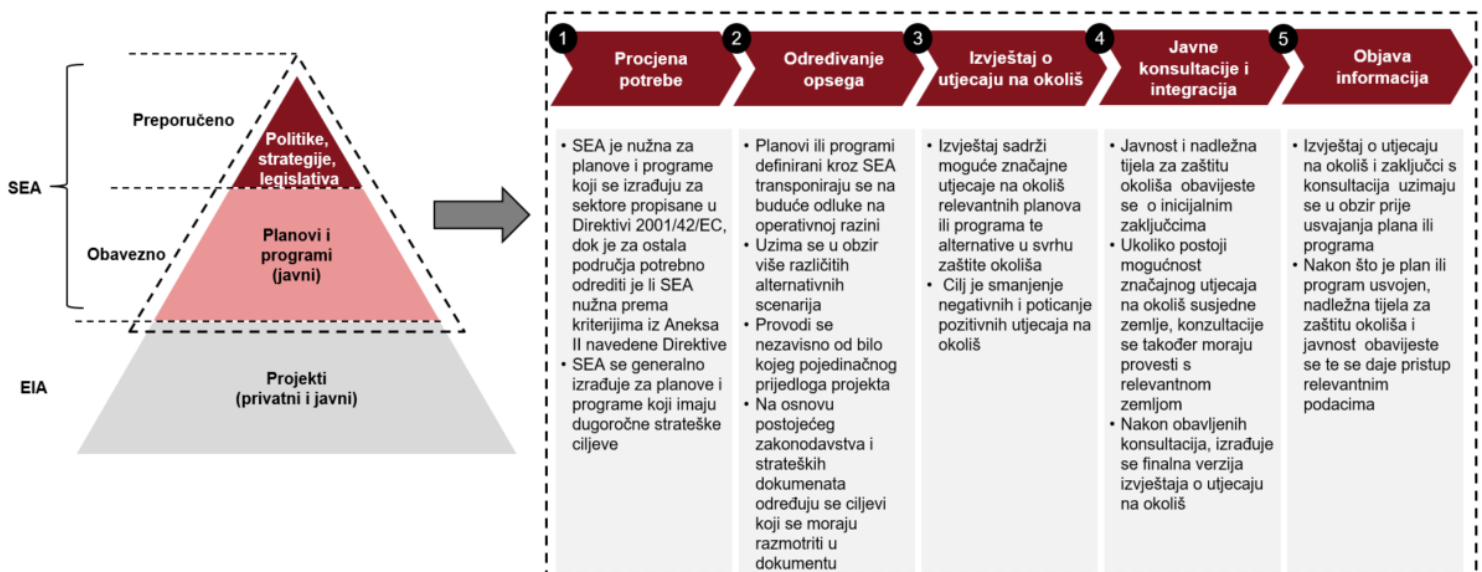 SEA
Preporučeno
Obavezno
EIA
Politike,
strategije,
legislativa
Planovi i
programi
(javni)
Projekti
(privatni i javni)
1
Procjena
potrebe
• SEA je nužna za
planove i programe
koji se izrađuju za
sektore propisane u
Direktivi 2001/42/EC,
dok je za ostala
područja potrebno
odrediti je li SEA
nužna prema
kriterijima iz Aneksa
II navedene Direktive
• SEA se generalno
izrađuje za planove i
programe koji imaju
dugoročne strateške
ciljeve
2
Određivanje
opsega
• Planovi ili programi
definirani kroz SEA
transponiraju se na
buduće odluke na
operativnoj razini
• Uzima se u obzir
više različitih
alternativnih
scenarija
• Provodi se
nezavisno od bilo
kojeg pojedinačnog
prijedloga projekta
• Na osnovu
postojećeg
zakonodavstva i
strateških
dokumenata
određuju se ciljevi
koji se moraju
razmotriti u
dokumentu
3
Izvještaj o
utjecaju na okoliš
• Izvještaj sadrži
moguće značajne
utjecaje na okoliš
relevantnih planova
ili programa te
alternative u svrhu
zaštite okoliša
• Cilj je smanjenje
negativnih i poticanje
pozitivnih utjecaja na
okoliš
4
Javne
konsultacije i
integracija
• Javnost i nadležna
tijela za zaštitu
okoliša obavijeste
se o inicijalnim
zaključcima
• Ukoliko postoji
mogućnost
značajnog utjecaja
na okoliš susjedne
zemlje, konzultacije
se također moraju
provesti s
relevantnom
zemljom
• Nakon obavljenih
konsultacija, izrađuje
se finalna verzija
izvještaja o utjecaju
na okoliš
5
Objava
informacija
• Izvještaj o utjecaju
na okoliš i zaključci s
konsultacija uzimaju
se u obzir prije
usvajanja plana ili
programa
• Nakon što je plan ili
program usvojen,
nadležna tijela za
zaštitu okoliša i
javnost obavijeste
se te se daje pristup
relevantnim
podacima